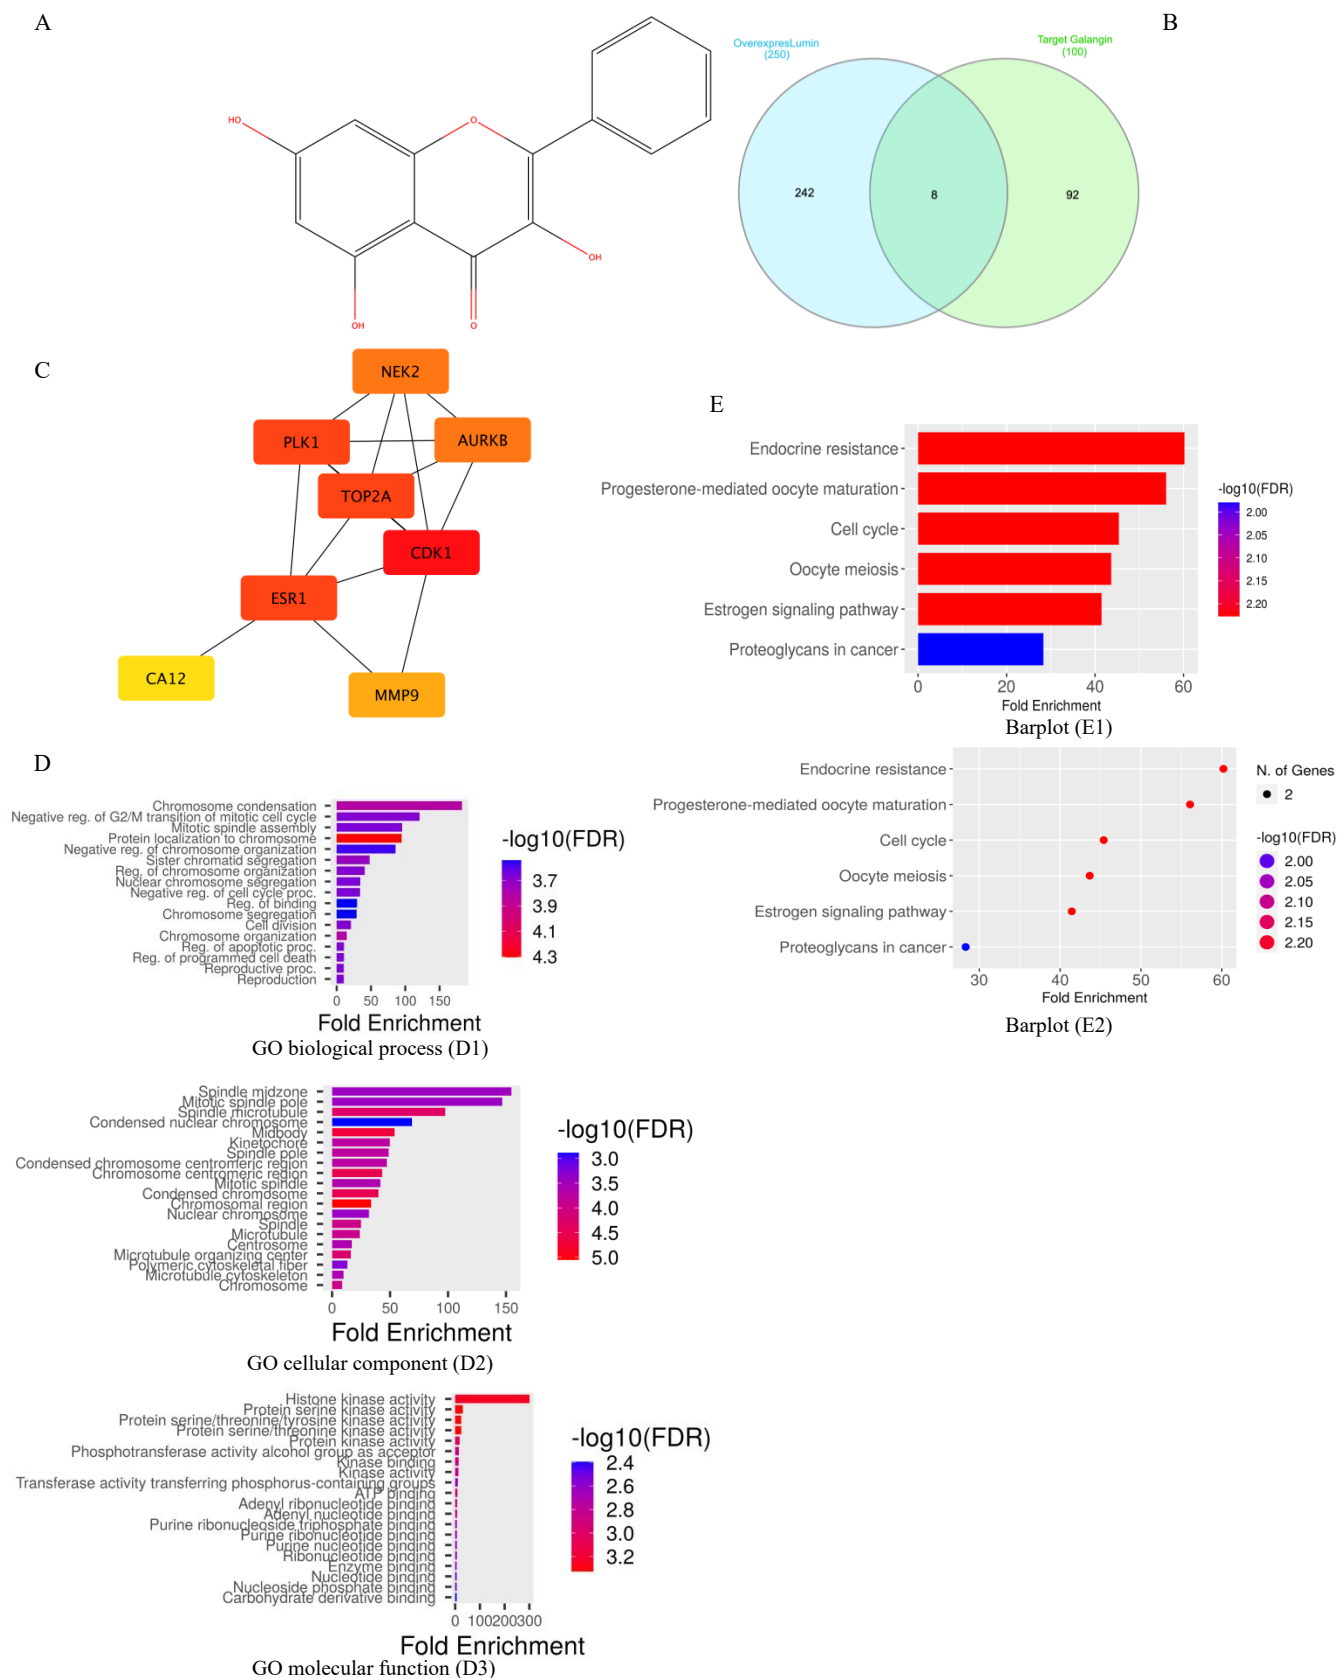 A
B
HO
O
OH
OH
O
OverexpresLumin
(250)
Target Galangin
(100)
242
8
92
C
NEK2
PLK1
AURKB
TOP2A
CDK1
ESR1
CA12
MMP9
E
Endocrine resistance
Progesterone-mediated oocyte maturation
Cell cycle
Oocyte meiosis
Estrogen signaling pathway
Proteoglycans in cancer
0 20 40 60
Fold Enrichment
-log10(FDR)
2.00
2.05
2.10
2.15
2.20
Barplot (E1)
Endocrine resistance
Progesterone-mediated oocyte maturation
Cell cycle
Oocyte meiosis
Estrogen signaling pathway
Proteoglycans in cancer
30 40 50 60
Fold Enrichment
N. of Genes
2
-log10(FDR)
2.00
2.05
2.10
2.15
2.20
Barplot (E2)
D
Chromosome condensation
Negative reg. of G2/M transition of mitotic cell cycle
Mitotic spindle assembly
Protein localization to chromosome
Negative reg. of chromosome organization
Sister chromatid segregation
Reg. of chromosome organization
Nuclear chromosome segregation
Negative reg. of cell cycle proc.
Reg. of binding
Chromosome segregation
Cell division
Chromosome organization
Reg. of apoptotic proc.
Reg. of programmed cell death
Reproductive proc.
Reproduction
0 50 100 150
Fold Enrichment
-log10(FDR)
3.7
3.9
4.1
4.3
GO biological process (D1)
Spindle midzone
Mitotic spindle pole
Spindle microtubule
Condensed nuclear chromosome
Midbody
Kinetochore
Spindle pole
Condensed chromosome centromeric region
Chromosome centromeric region
Mitotic spindle
Condensed chromosome
Chromosomal region
Nuclear chromosome
Spindle
Microtubule
Centrosome
Microtubule organizing center
Polymeric cytoskeletal fiber
Microtubule cytoskeleton
Chromosome
0 50 100 150
Fold Enrichment
-log10(FDR)
3.0
3.5
4.0
4.5
5.0
GO cellular component (D2)
Histone kinase activity
Protein serine kinase activity
Protein serine/threonine/tyrosine kinase activity
Protein serine/threonine kinase activity
Protein kinase activity
Phosphotransferase activity alcohol group as acceptor
Kinase binding
Kinase activity
Transferase activity transferring phosphorus-containing groups
ATP binding
Adenyl ribonucleotide binding
Adenyl nucleotide binding
Purine ribonucleoside triphosphate binding
Purine ribonucleotide binding
Purine nucleotide binding
Ribonucleotide binding
Enzyme binding
Nucleotide binding
Nucleoside phosphate binding
Carbohydrate derivative binding
0 100200300
Fold Enrichment
-log10(FDR)
2.4
2.6
2.8
3.0
3.2
GO molecular function (D3)